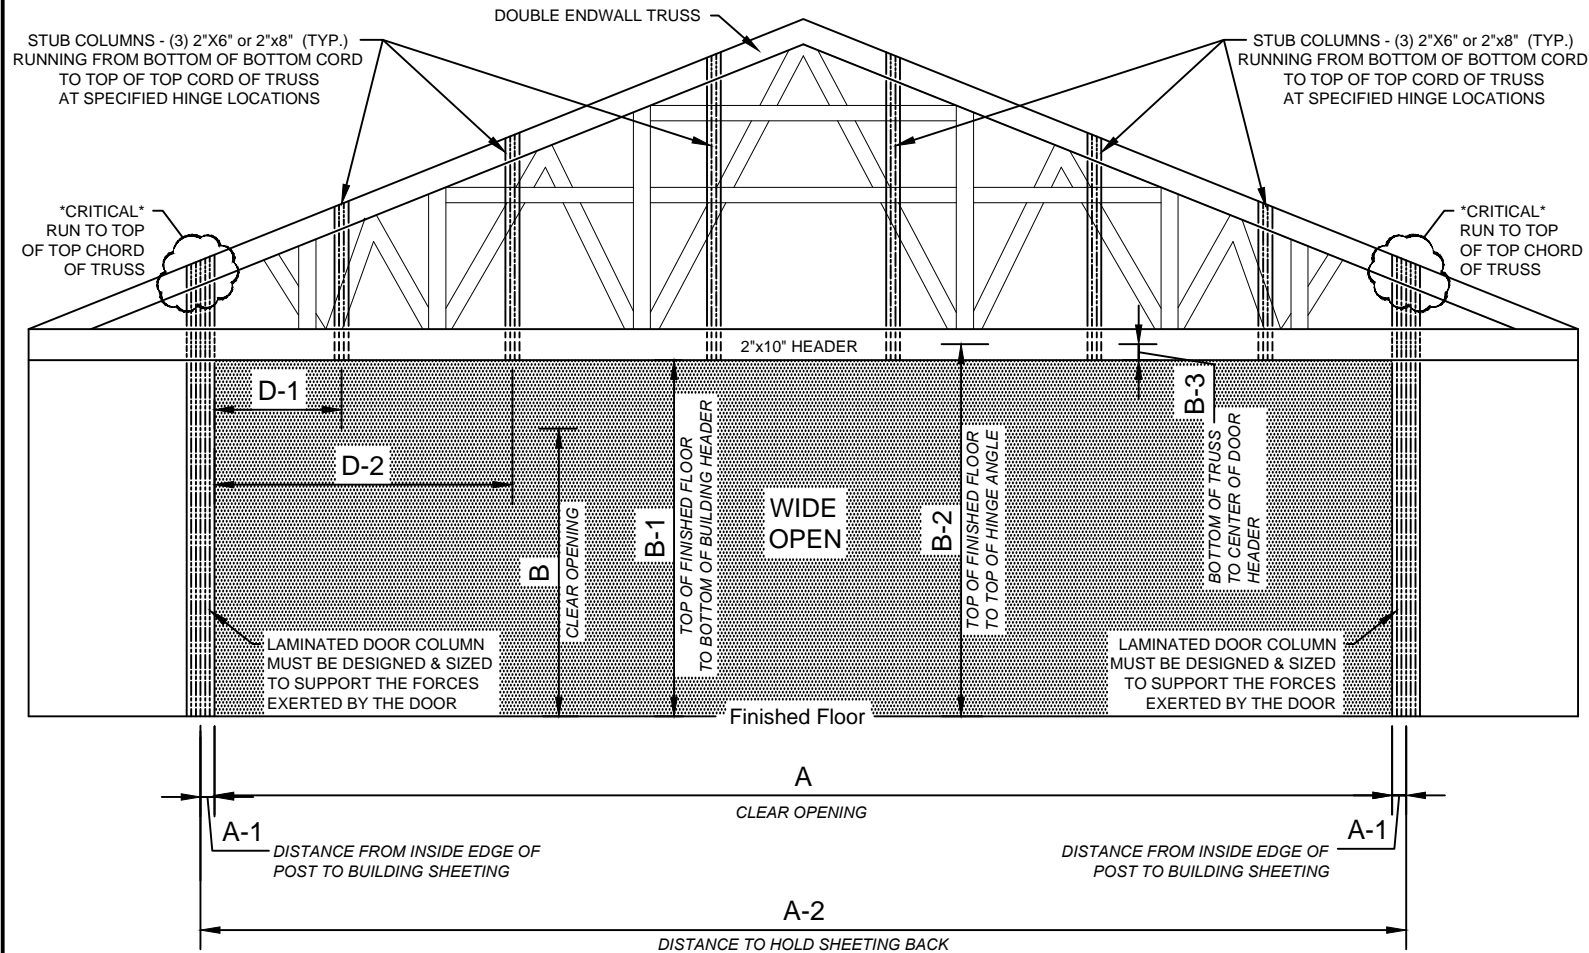 DOUBLE ENDWALL TRUSS
STUB COLUMNS - (3) 2"X6" or 2"x8" (TYP.)
RUNNING FROM BOTTOM OF BOTTOM CORD
TO TOP OF TOP CORD OF TRUSS
AT SPECIFIED HINGE LOCATIONS
STUB COLUMNS - (3) 2"X6" or 2"x8" (TYP.)
RUNNING FROM BOTTOM OF BOTTOM CORD
TO TOP OF TOP CORD OF TRUSS
AT SPECIFIED HINGE LOCATIONS
*CRITICAL*
RUN TO TOP
OF TOP CHORD
OF TRUSS
*CRITICAL*
RUN TO TOP
OF TOP CHORD
OF TRUSS
2"x10" HEADER
D-1
D-2
B
CLEAR OPENING
B-1
TOP OF FINISHED FLOOR
TO BOTTOM OF BUILDING HEADER
WIDE
OPEN
B-2
TOP OF FINISHED FLOOR
TO TOP OF HINGE ANGLE
B-3
BOTTOM OF TRUSS
TO CENTER OF DOOR
HEADER
LAMINATED DOOR COLUMN
MUST BE DESIGNED & SIZED
TO SUPPORT THE FORCES
EXERTED BY THE DOOR
LAMINATED DOOR COLUMN
MUST BE DESIGNED & SIZED
TO SUPPORT THE FORCES
EXERTED BY THE DOOR
Finished Floor
A
CLEAR OPENING
A-1
DISTANCE FROM INSIDE EDGE OF
POST TO BUILDING SHEETING
A-1
DISTANCE FROM INSIDE EDGE OF
POST TO BUILDING SHEETING
A-2
DISTANCE TO HOLD SHEETING BACK